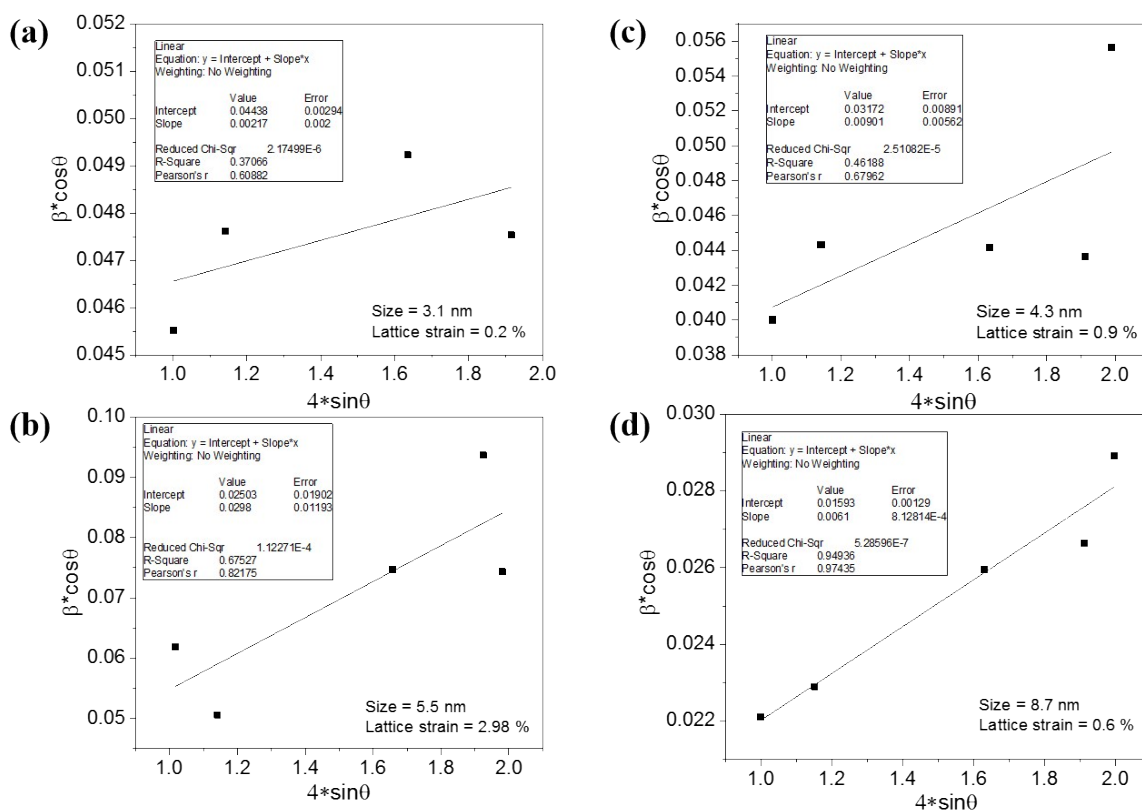 (a)
0.052
0.051
0.050
0.049
0.048
0.047
0.046
0.045
β*cosθ
Linear
Equation: y = Intercept + Slope*x
Weighting: No Weighting
Value Error
Intercept 0.04438 0.00294
Slope 0.00217 0.002
Reduced Chi-Sqr 2.17499E-6
R-Square 0.37066
Pearson's r 0.60882
Size = 3.1 nm
Lattice strain = 0.2 %
1.0 1.2 1.4 1.6 1.8 2.0
4*sinθ
(c)
0.056
0.054
0.052
0.050
0.048
0.046
0.044
0.042
0.040
0.038
β*cosθ
Linear
Equation: y = Intercept + Slope*x
Weighting: No Weighting
Value Error
Intercept 0.03172 0.00891
Slope 0.00901 0.00562
Reduced Chi-Sqr 2.51082E-5
R-Square 0.46188
Pearson's r 0.67962
Size = 4.3 nm
Lattice strain = 0.9 %
1.0 1.2 1.4 1.6 1.8 2.0
4*sinθ
(b)
0.10
0.09
0.08
0.07
0.06
0.05
β*cosθ
Linear
Equation: y = Intercept + Slope*x
Weighting: No Weighting
Value Error
Intercept 0.02503 0.01902
Slope 0.0298 0.01193
Reduced Chi-Sqr 1.12271E-4
R-Square 0.67527
Pearson's r 0.82175
Size = 5.5 nm
Lattice strain = 2.98 %
1.0 1.2 1.4 1.6 1.8 2.0
4*sinθ
(d)
0.030
0.028
0.026
0.024
0.022
β*cosθ
Linear
Equation: y = Intercept + Slope*x
Weighting: No Weighting
Value Error
Intercept 0.01593 0.00129
Slope 0.0061 8.12814E-4
Reduced Chi-Sqr 5.28596E-7
R-Square 0.94936
Pearson's r 0.97435
Size = 8.7 nm
Lattice strain = 0.6 %
1.0 1.2 1.4 1.6 1.8 2.0
4*sinθ